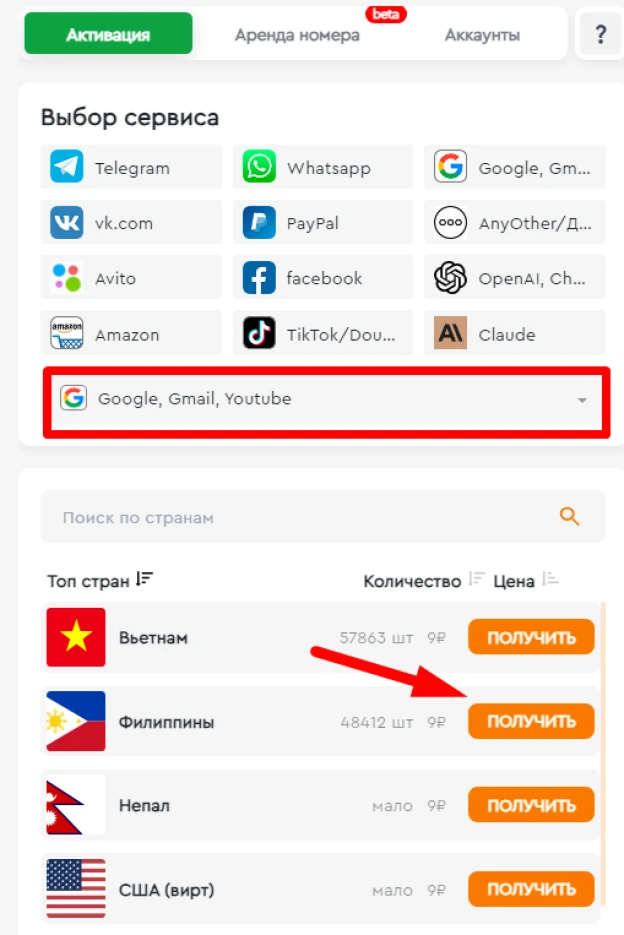 beta
Активация Аренда номера Аккаунты ?
Выбор сервиса
Telegram Whatsapp Google, Gm...
vk.com PayPal AnyOther/Д...
Avito facebook OpenAI, Ch...
amazon Amazon TikTok/Dou... Claude
Google, Gmail, Youtube
Поиск по странам
Топ стран Количество Цена
Вьетнам 57863 шт 9₽ ПОЛУЧИТЬ
Филиппины 48412 шт 9₽ ПОЛУЧИТЬ
Непал мало 9₽ ПОЛУЧИТЬ
США (вирт) мало 9₽ ПОЛУЧИТЬ